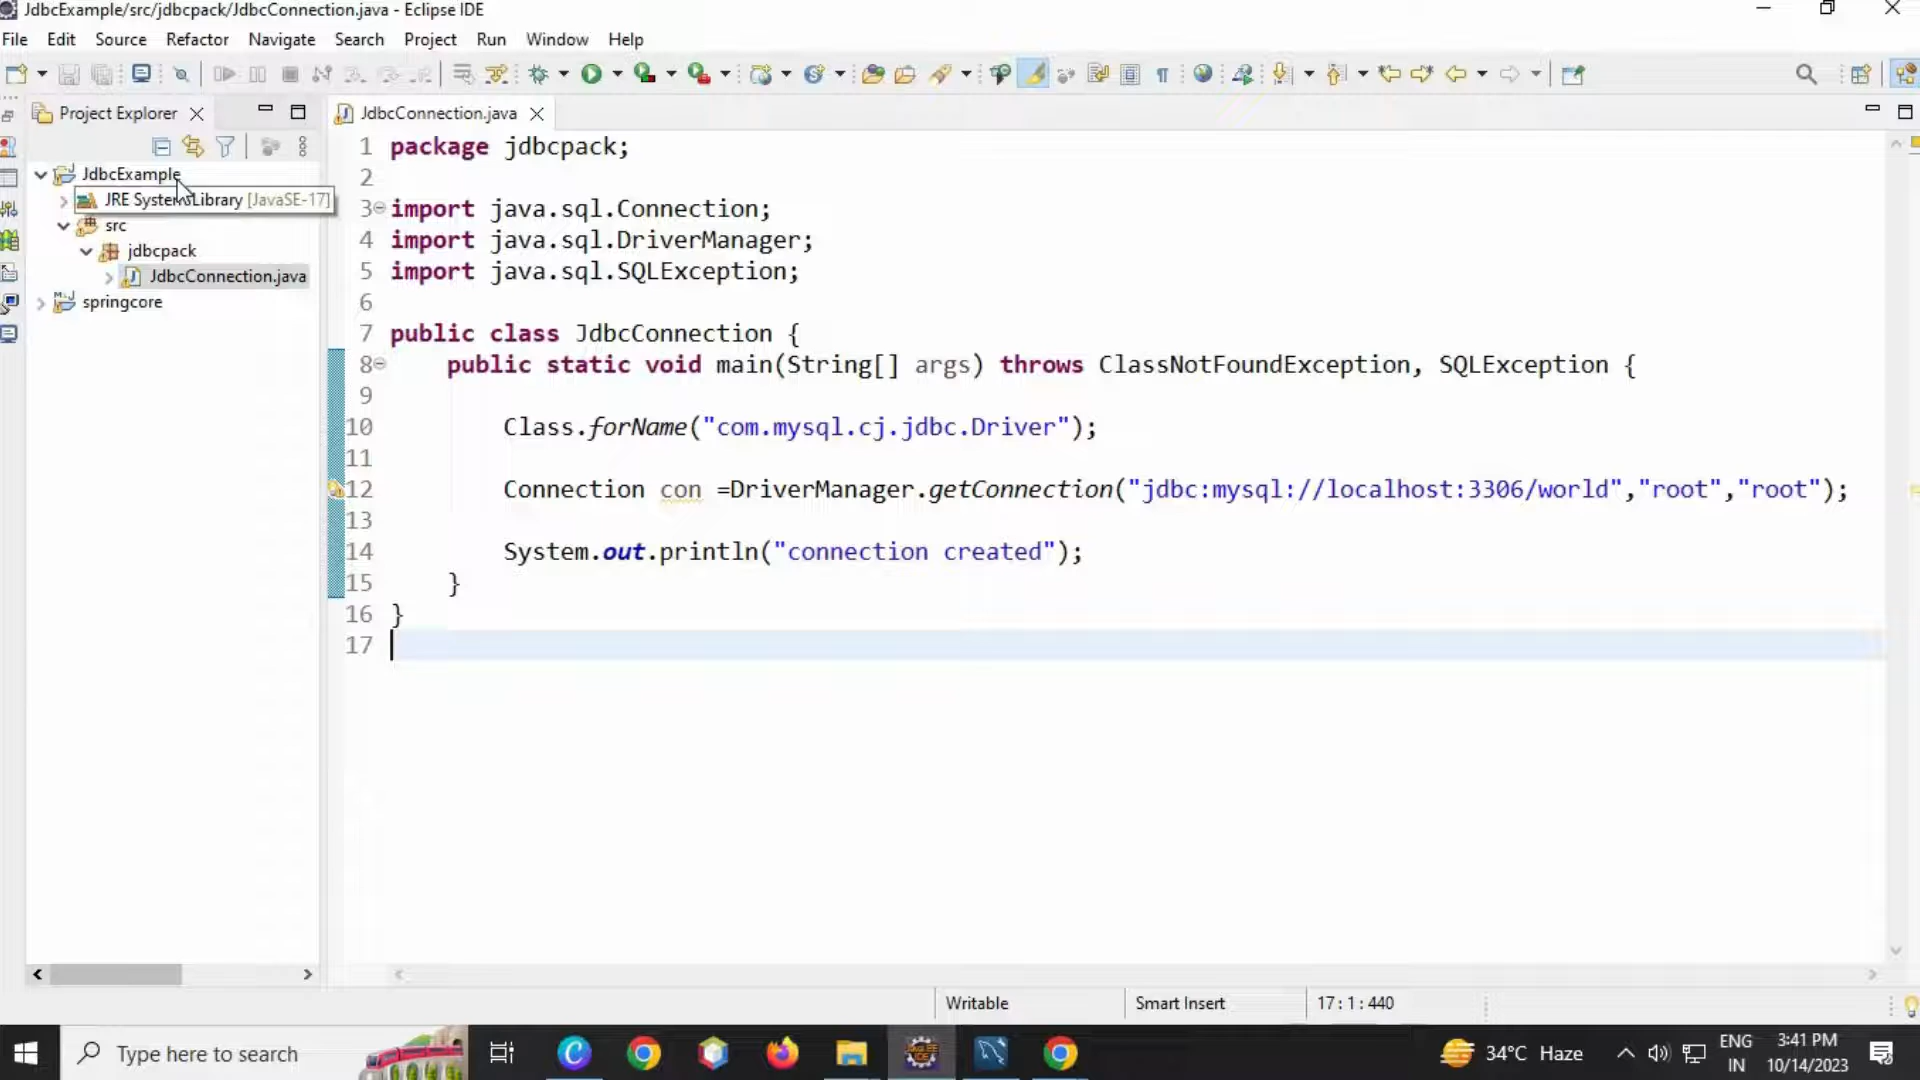 JdbcExample/src/jdbcpack/JdbcConnection.java - Eclipse IDE
File Edit Source Refactor Navigate Search Project Run Window Help
Project Explorer
JdbcExample
JRE System Library [JavaSE-17]
src
jdbcpack
JdbcConnection.java
springcore
JdbcConnection.java
1 package jdbcpack;
2
3 import java.sql.Connection;
4 import java.sql.DriverManager;
5 import java.sql.SQLException;
6
7 public class JdbcConnection {
8 public static void main(String[] args) throws ClassNotFoundException, SQLException {
9
10 Class.forName("com.mysql.cj.jdbc.Driver");
11
12 Connection con =DriverManager.getConnection("jdbc:mysql://localhost:3306/world","root","root");
13
14 System.out.println("connection created");
15 }
16 }
17
Writable Smart Insert 17 : 1 : 440
Type here to search
34°C Haze
ENG
IN
3:41 PM
10/14/2023